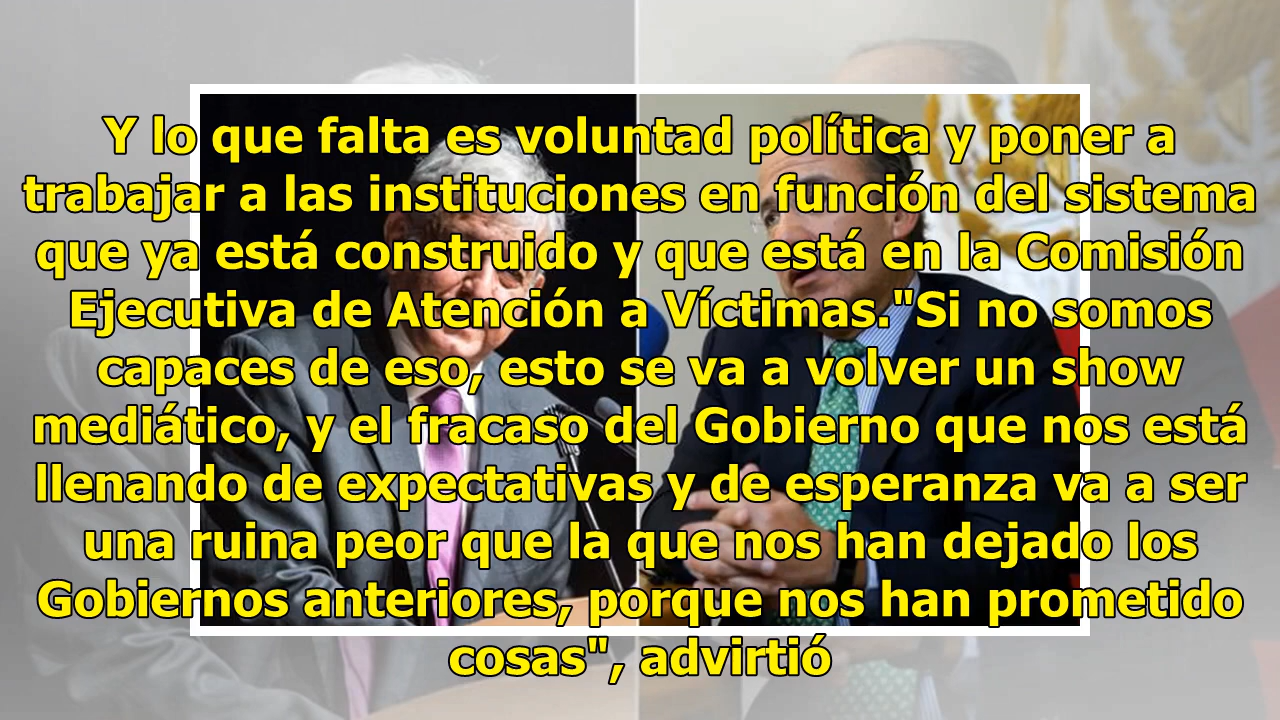 Y lo que falta es voluntad política y poner a
trabajar a las instituciones en función del sistema
que ya está construido y que está en la Comisión
Ejecutiva de Atención a Víctimas."Si no somos
capaces de eso, esto se va a volver un show
mediático, y el fracaso del Gobierno que nos está
llenando de expectativas y de esperanza va a ser
una ruina peor que la que nos han dejado los
Gobiernos anteriores, porque nos han prometido
cosas", advirtió